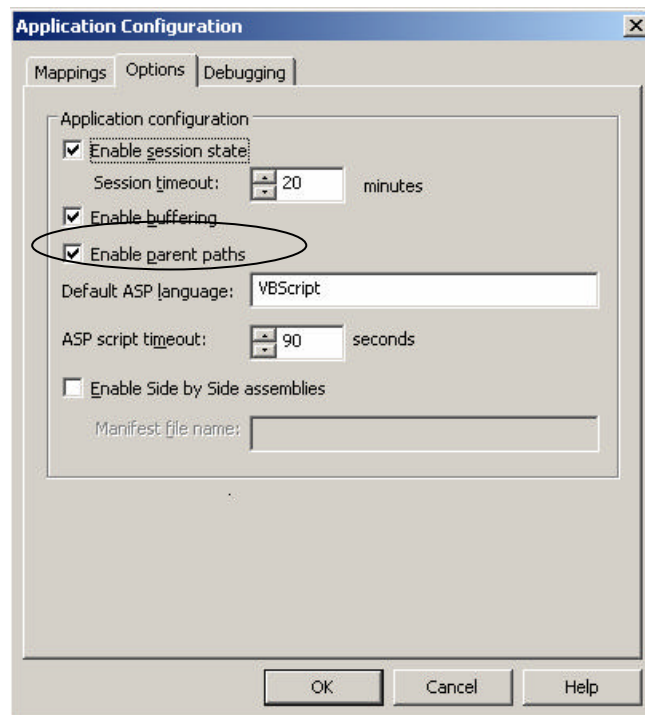 Application Configuration
Mappings Options Debugging
Application configuration
Enable session state
Session timeout: 20 minutes
Enable buffering
Enable parent paths
Default ASP language: VBScript
ASP script timeout: 90 seconds
Enable Side by Side assemblies
Manifest file name:
OK Cancel Help